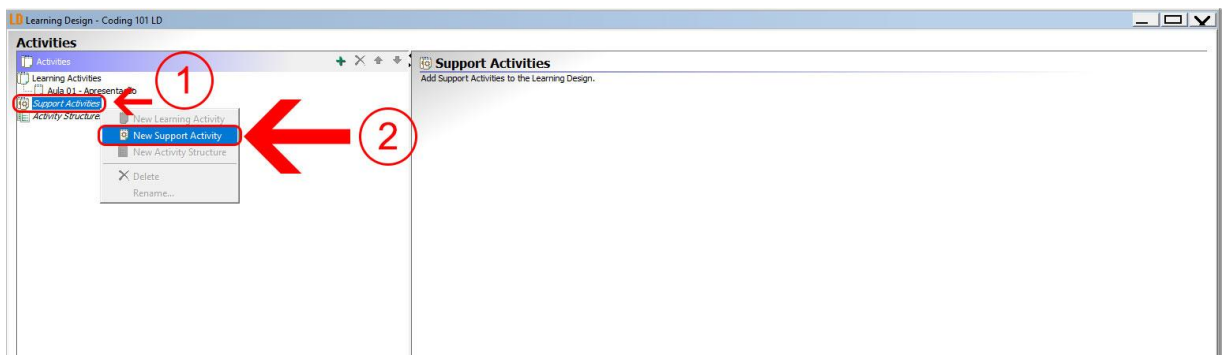 LD Learning Design - Coding 101 LD
Activities
Activities
Learning Activities
Aula 01 - Apresentação
Support Activities
Activity Structure
1
New Learning Activity
New Support Activity
New Activity Structure
Delete
Rename...
2
Support Activities
Add Support Activities to the Learning Design.